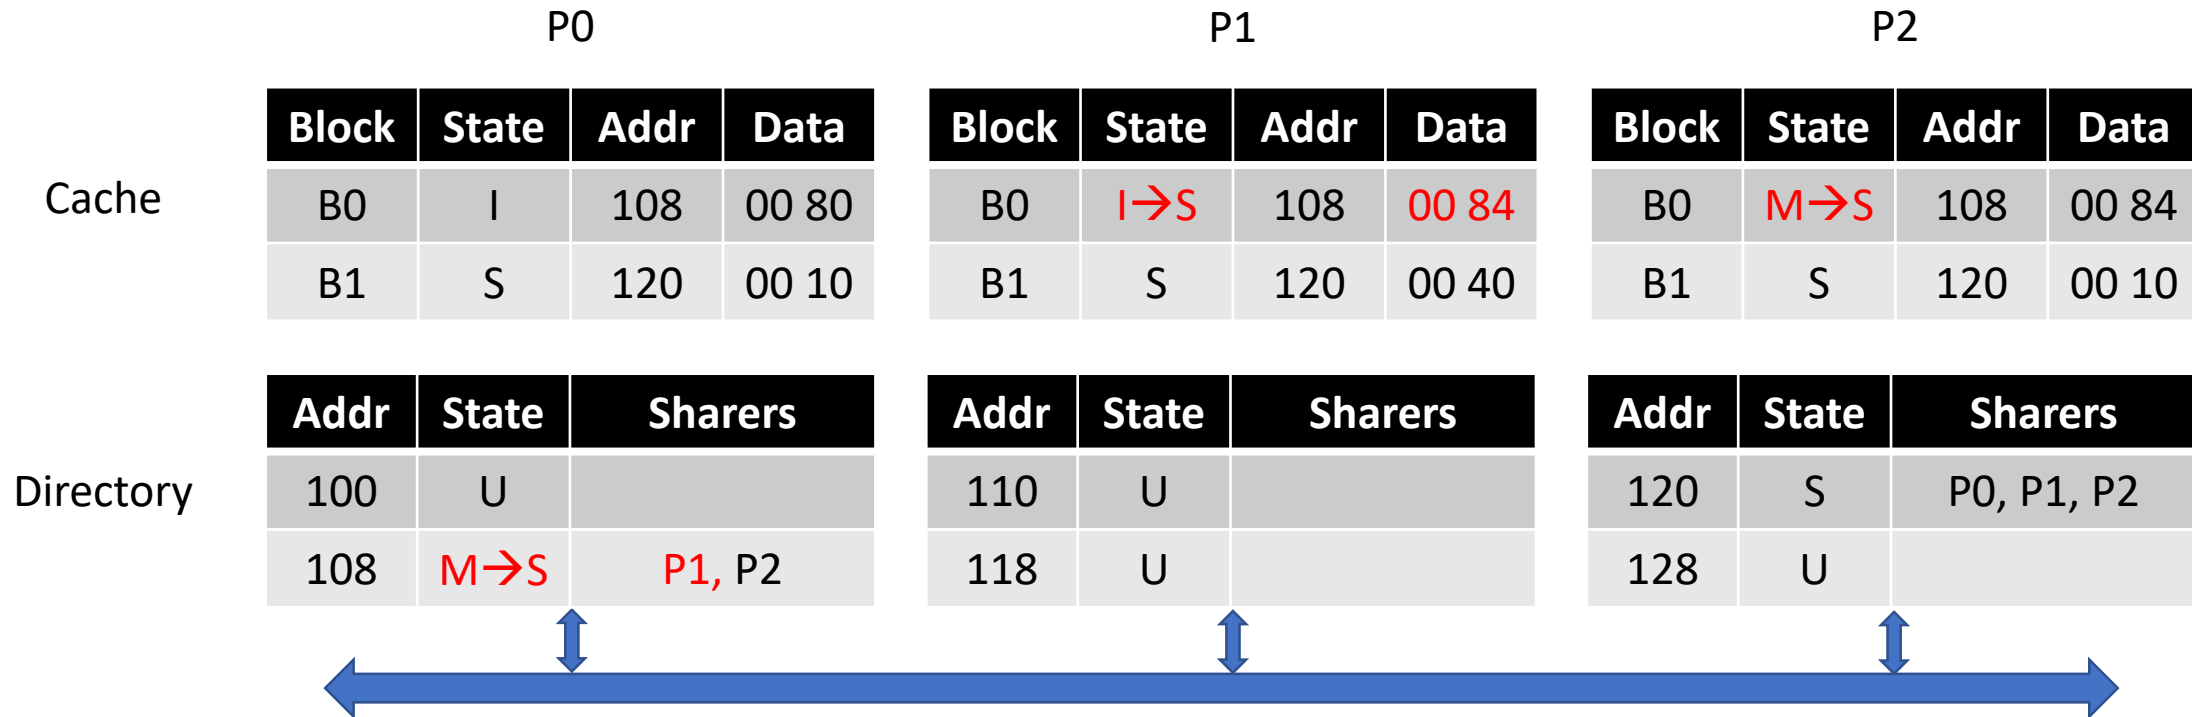 P0 P1 P2
Block State Addr Data Block State Addr Data Block State Addr Data
Cache B0 I 108 00 80 B0 I→S 108 00 84 B0 M→S 108 00 84
B1 S 120 00 10 B1 S 120 00 40 B1 S 120 00 10
Addr State Sharers Addr State Sharers Addr State Sharers
Directory 100 U 110 U 120 S P0, P1, P2
108 M→S P1, P2 118 U 128 U